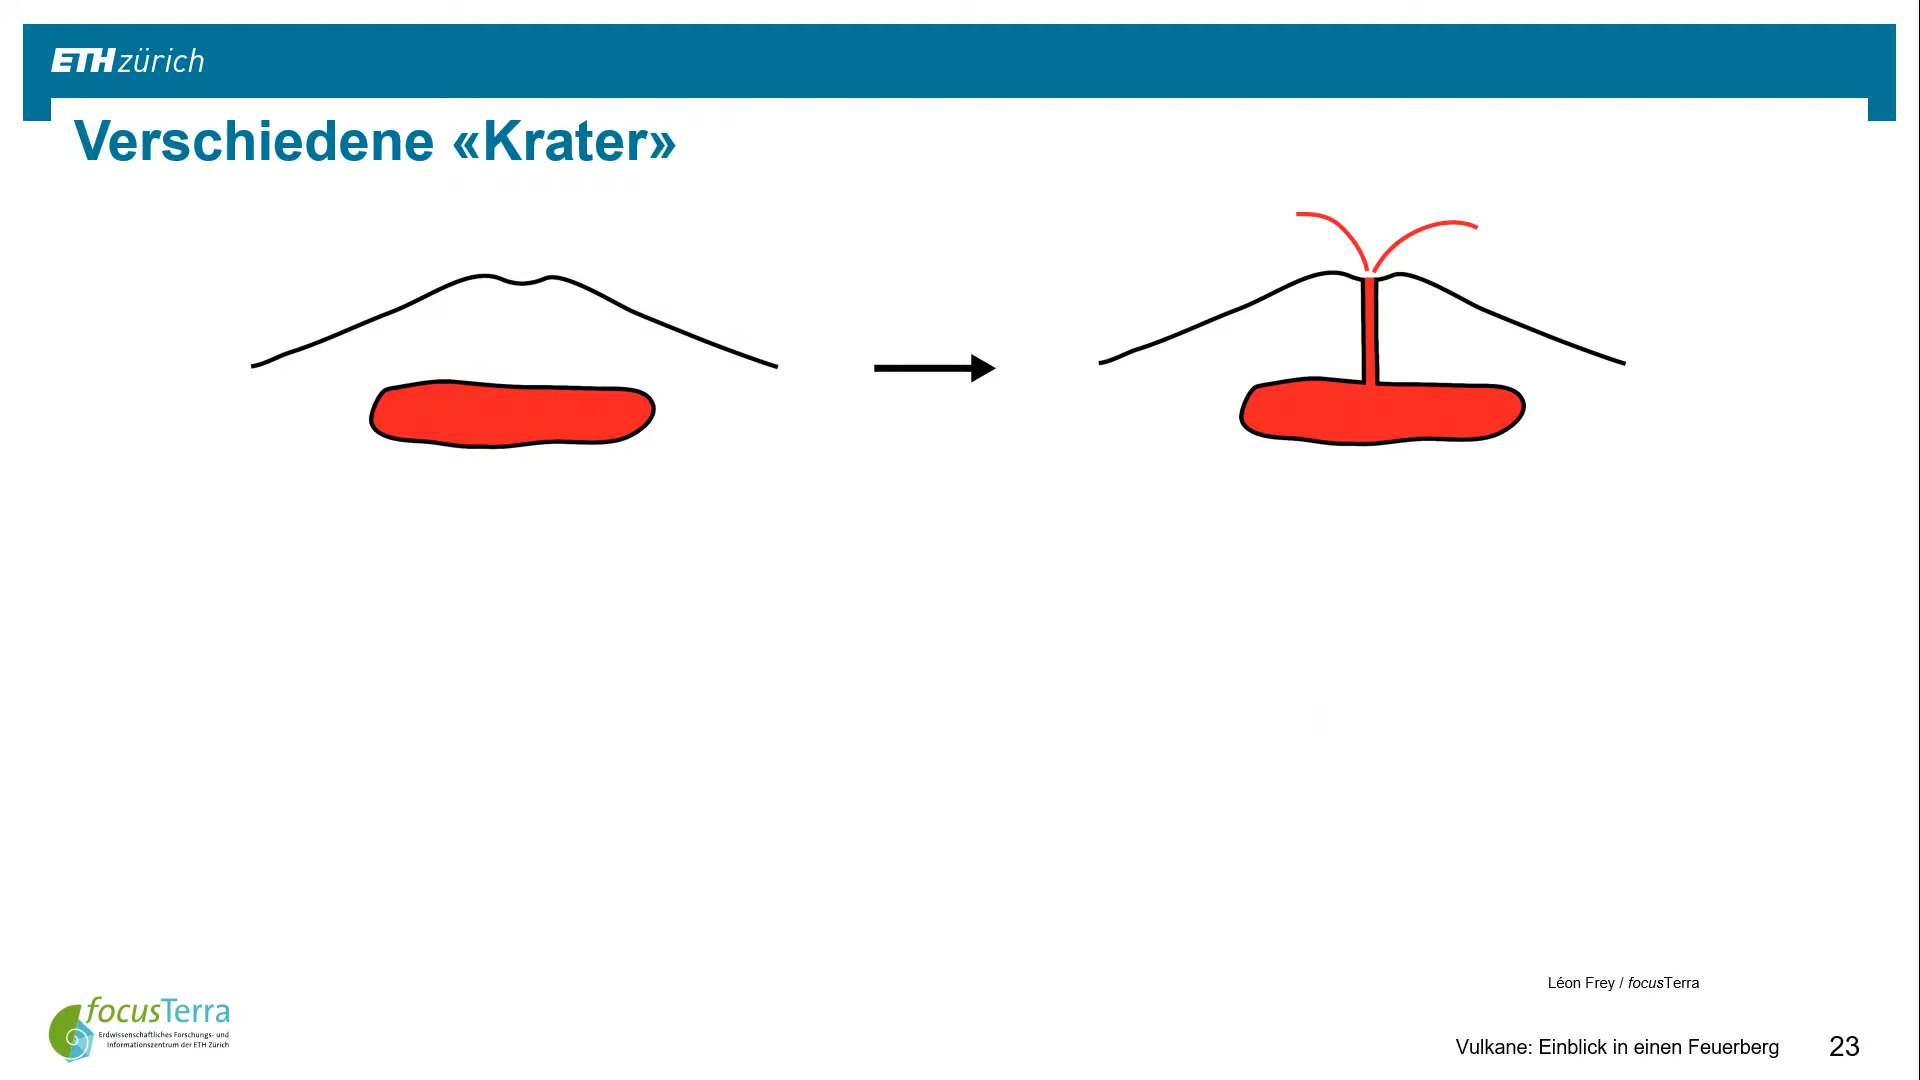 ETH zürich
Verschiedene «Krater»
Léon Frey / focusTerra
focusTerra
Erdwissenschaftliches Forschungs- und
Informationszentrum der ETH Zürich
Vulkane: Einblick in einen Feuerberg 23